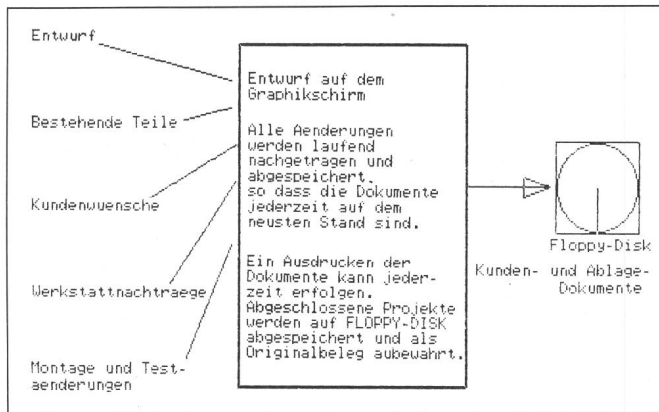 Entwurf
Bestehende Teile
Kundenwuensche
Werkstattnachtraege
Montage und Test-
aenderungen
Entwurf auf dem
Graphikschirm
Alle Aenderungen
werden laufend
nachgetragen und
abgespeichert.
so dass die Dokumente
jederzeit auf dem
neusten Stand sind.
Ein Ausdrucken der
Dokumente kann jeder-
zeit erfolgen.
Abgeschlossene Projekte
werden auf FLOPPY-DISK
abgespeichert und als
Originalbeleg aubewahrt.
Floppy-Disk
Kunden- und Ablage-
Dokumente